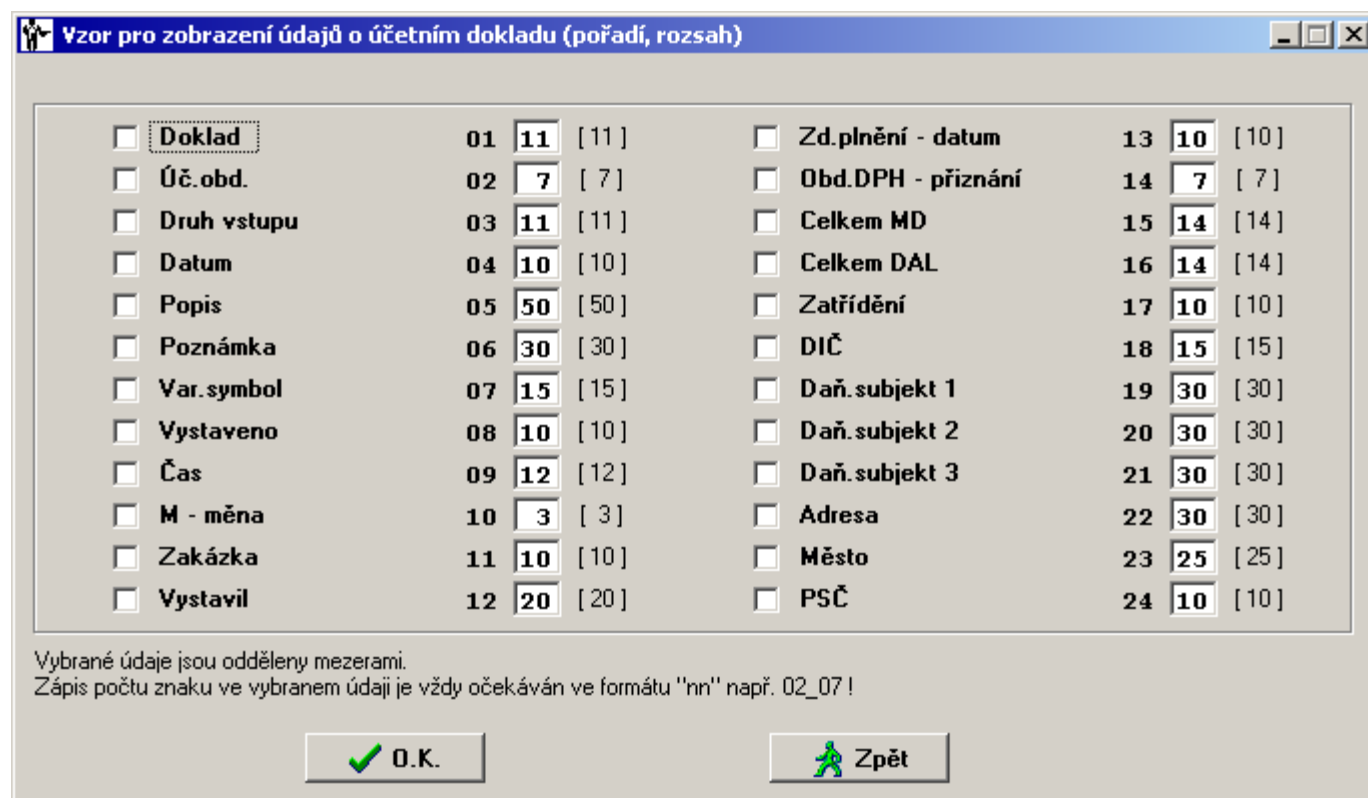 Vzor pro zobrazení údajů o účetním dokladu (pořadí, rozsah)
Doklad 01 11 [ 11 ] Zd.plnění - datum 13 10 [ 10 ]
Úč.obd. 02 7 [ 7 ] Obd.DPH - přiznání 14 7 [ 7 ]
Druh vstupu 03 11 [ 11 ] Celkem MD 15 14 [ 14 ]
Datum 04 10 [ 10 ] Celkem DAL 16 14 [ 14 ]
Popis 05 50 [ 50 ] Zatřídění 17 10 [ 10 ]
Poznámka 06 30 [ 30 ] DIČ 18 15 [ 15 ]
Var.symbol 07 15 [ 15 ] Daň.subjekt 1 19 30 [ 30 ]
Vystaveno 08 10 [ 10 ] Daň.subjekt 2 20 30 [ 30 ]
Čas 09 12 [ 12 ] Daň.subjekt 3 21 30 [ 30 ]
M - měna 10 3 [ 3 ] Adresa 22 30 [ 30 ]
Zakázka 11 10 [ 10 ] Město 23 25 [ 25 ]
Vystavil 12 20 [ 20 ] PSČ 24 10 [ 10 ]
Vybrané údaje jsou odděleny mezerami.
Zápis počtu znaku ve vybranem údaji je vždy očekáván ve formátu "nn" např. 02_07 !
O.K. Zpět